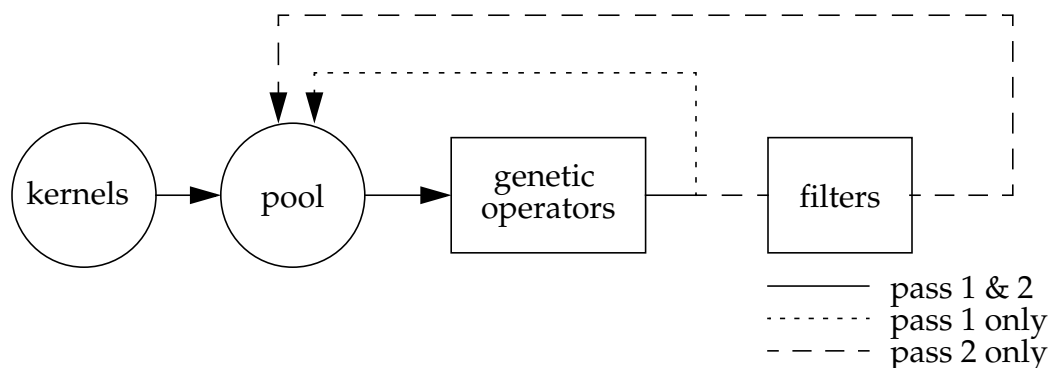 kernels
pool
genetic
operators
filters
pass 1 & 2
pass 1 only
pass 2 only